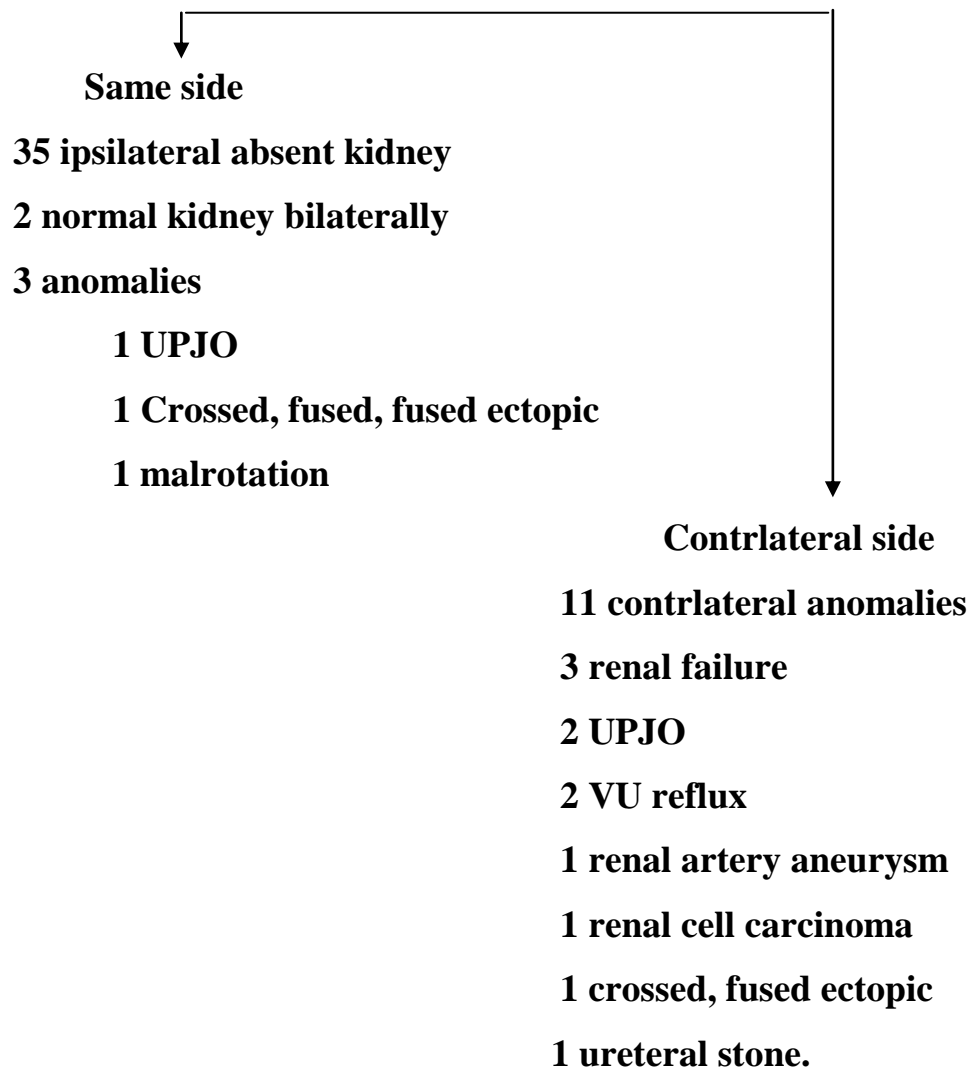 Same side
35 ipsilateral absent kidney
2 normal kidney bilaterally
3 anomalies
1 UPJO
1 Crossed, fused, fused ectopic
1 malrotation
Contrlateral side
11 contrlateral anomalies
3 renal failure
2 UPJO
2 VU reflux
1 renal artery aneurysm
1 renal cell carcinoma
1 crossed, fused ectopic
1 ureteral stone.